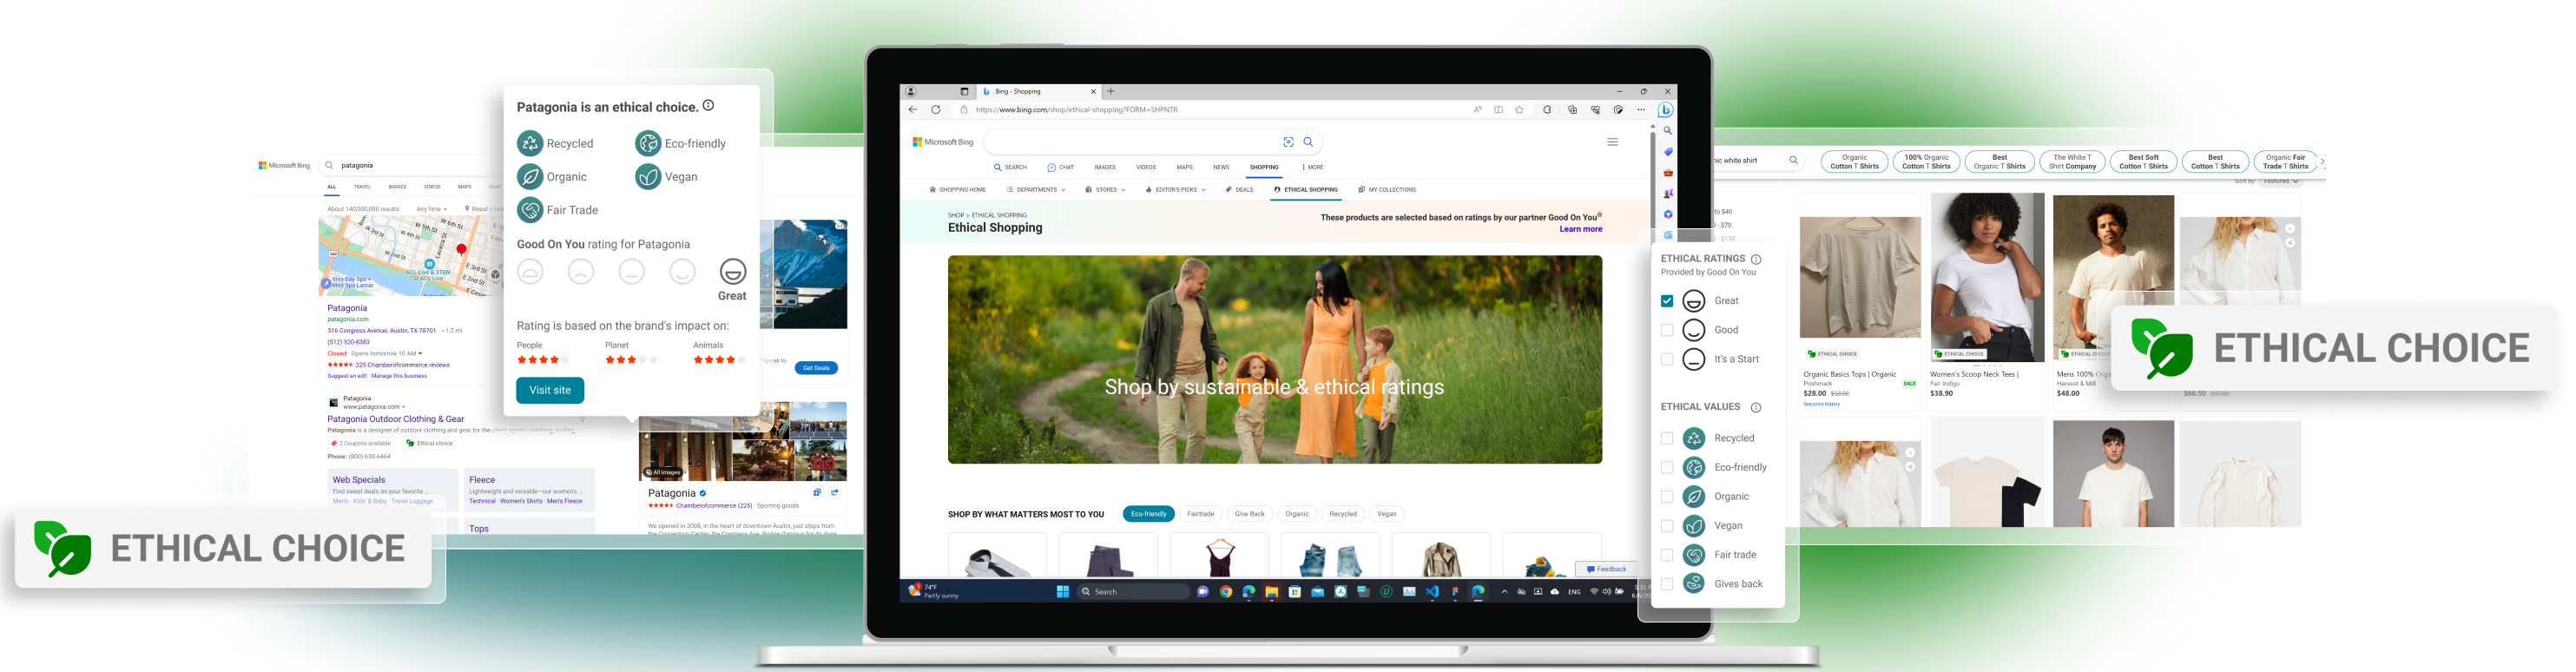 Microsoft Bing
patagonia
ALL TRAVEL IMAGES VIDEOS MAPS
About 140,000,000 results Any time
Patagonia
patagonia.com
316 Congress Avenue, Austin, TX 78701 · ~1.2 mi
(512) 320-8383
Closed · Opens tomorrow 10 AM
225 Chamberofcommerce reviews
Suggest an edit · Manage this business
Patagonia
www.patagonia.com
Patagonia Outdoor Clothing & Gear
Patagonia is a designer of outdoor clothing and gear for the
2 Coupons available Ethical choice
Phone: (800) 638-6464
Web Specials
Find sweet deals on your favorite ...
Men's · Kids' & Baby · Travel Luggage
Fleece
Lightweight and versatile—our women's ...
Technical · Women's Shirts · Men's Fleece
Tops
ETHICAL CHOICE
Patagonia is an ethical choice.
Recycled
Eco-friendly
Organic
Vegan
Fair Trade
Good On You rating for Patagonia
Great
Rating is based on the brand's impact on:
People Planet Animals
Visit site
Get Deals
All images
Patagonia
Chamberofcommerce (225) Sporting goods
We opened in 2008, in the heart of downtown Austin, just steps from
Bing - Shopping
https://www.bing.com/shop/ethical-shopping?FORM=SHPNTR
Microsoft Bing
SEARCH CHAT IMAGES VIDEOS MAPS NEWS SHOPPING MORE
SHOPPING HOME DEPARTMENTS STORES EDITOR'S PICKS DEALS ETHICAL SHOPPING MY COLLECTIONS
SHOP > ETHICAL SHOPPING
Ethical Shopping
These products are selected based on ratings by our partner Good On You®
Learn more
Shop by sustainable & ethical ratings
SHOP BY WHAT MATTERS MOST TO YOU Eco-friendly Fairtrade Give Back Organic Recycled Vegan
Feedback
74°F
Partly sunny
Search
ENG
ETHICAL RATINGS
Provided by Good On You
Great
Good
It's a Start
ETHICAL VALUES
Recycled
Eco-friendly
Organic
Vegan
Fair trade
Gives back
white shirt
Organic
Cotton T Shirts
100% Organic
Cotton T Shirts
Best
Organic T Shirts
The White T
Shirt Company
Best Soft
Cotton T Shirts
Best
Cotton T Shirts
Organic Fair
Trade T Shirts
Sort by: Featured
to $40
- $70
- $110
ETHICAL CHOICE
Organic Basics Tops | Organic
Poshmark
SALE
$28.00 $50.00
See price history
ETHICAL CHOICE
Women's Scoop Neck Tees |
Fair Indigo
$38.90
Mens 100%
Harvest & Mill
$48.00
$66.50
ETHICAL CHOICE